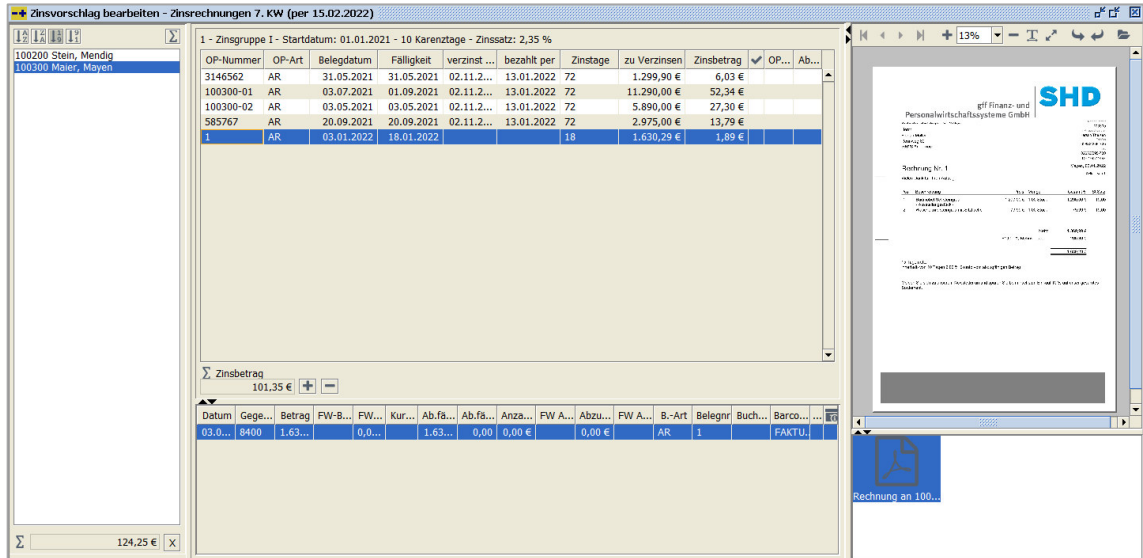 Zinsvorschlag bearbeiten - Zinsrechnungen 7. KW (per 15.02.2022)
100200 Stein, Mendig
100300 Maier, Mayen
Σ 124,25 € X
1 - Zinsgruppe I - Startdatum: 01.01.2021 - 10 Karenztage - Zinssatz: 2,35 %
OP-Nummer OP-Art Belegdatum Fälligkeit verzinst ... bezahlt per Zinstage zu Verzinsen Zinsbetrag OP... Ab...
3146562 AR 31.05.2021 31.05.2021 02.11.2... 13.01.2022 72 1.299,90 € 6,03 €
100300-01 AR 03.07.2021 01.09.2021 02.11.2... 13.01.2022 72 11.290,00 € 52,34 €
100300-02 AR 03.05.2021 03.05.2021 02.11.2... 13.01.2022 72 5.890,00 € 27,30 €
585767 AR 20.09.2021 20.09.2021 02.11.2... 13.01.2022 72 2.975,00 € 13,79 €
1 AR 03.01.2022 18.01.2022 18 1.630,29 € 1,89 €
Σ Zinsbetrag
101,35 €
Datum Gege... Betrag FW-B... FW... Kur... Ab.fä... Ab.fä... Anza... FW A... Abzu... FW A... B.-Art Belegnr Buch... Barco... ...
03.0... 8400 1.63... 0,0... 1.63... 0,00 0,00 € 0,00 € AR 1 FAKTU...
13%
SHD
gff Finanz- und
Personalwirtschaftssysteme GmbH
Rechnung Nr. 1
Rechnung an 100...